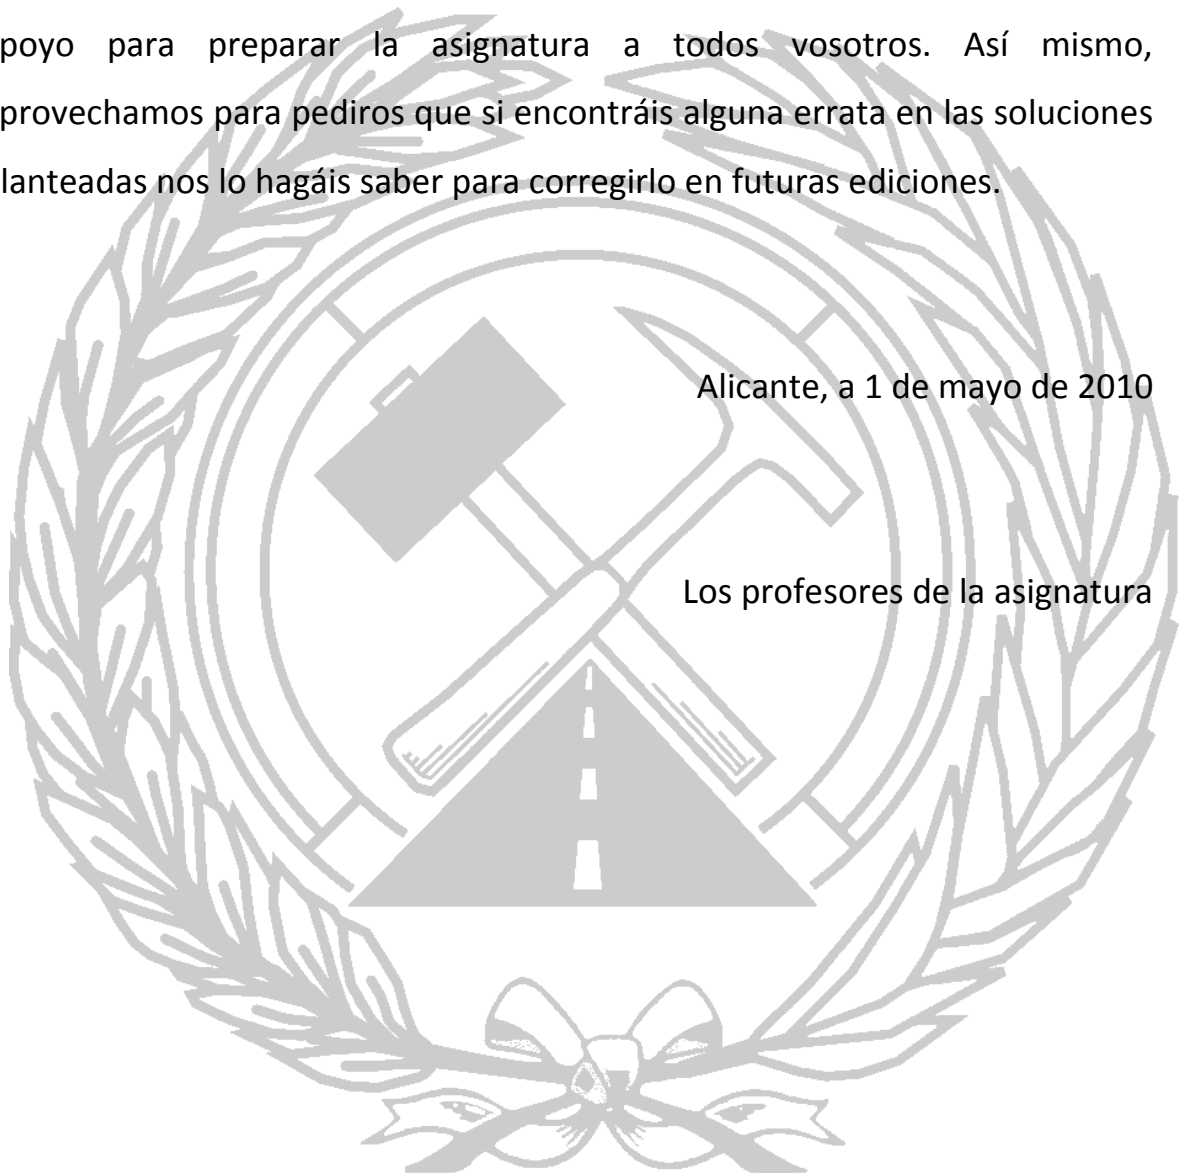 poyo para preparar la asignatura a todos vosotros. Así mismo,
provechamos para pediros que si encontráis alguna errata en las soluciones
lanteadas nos lo hagáis saber para corregirlo en futuras ediciones.
Alicante, a 1 de mayo de 2010
Los profesores de la asignatura